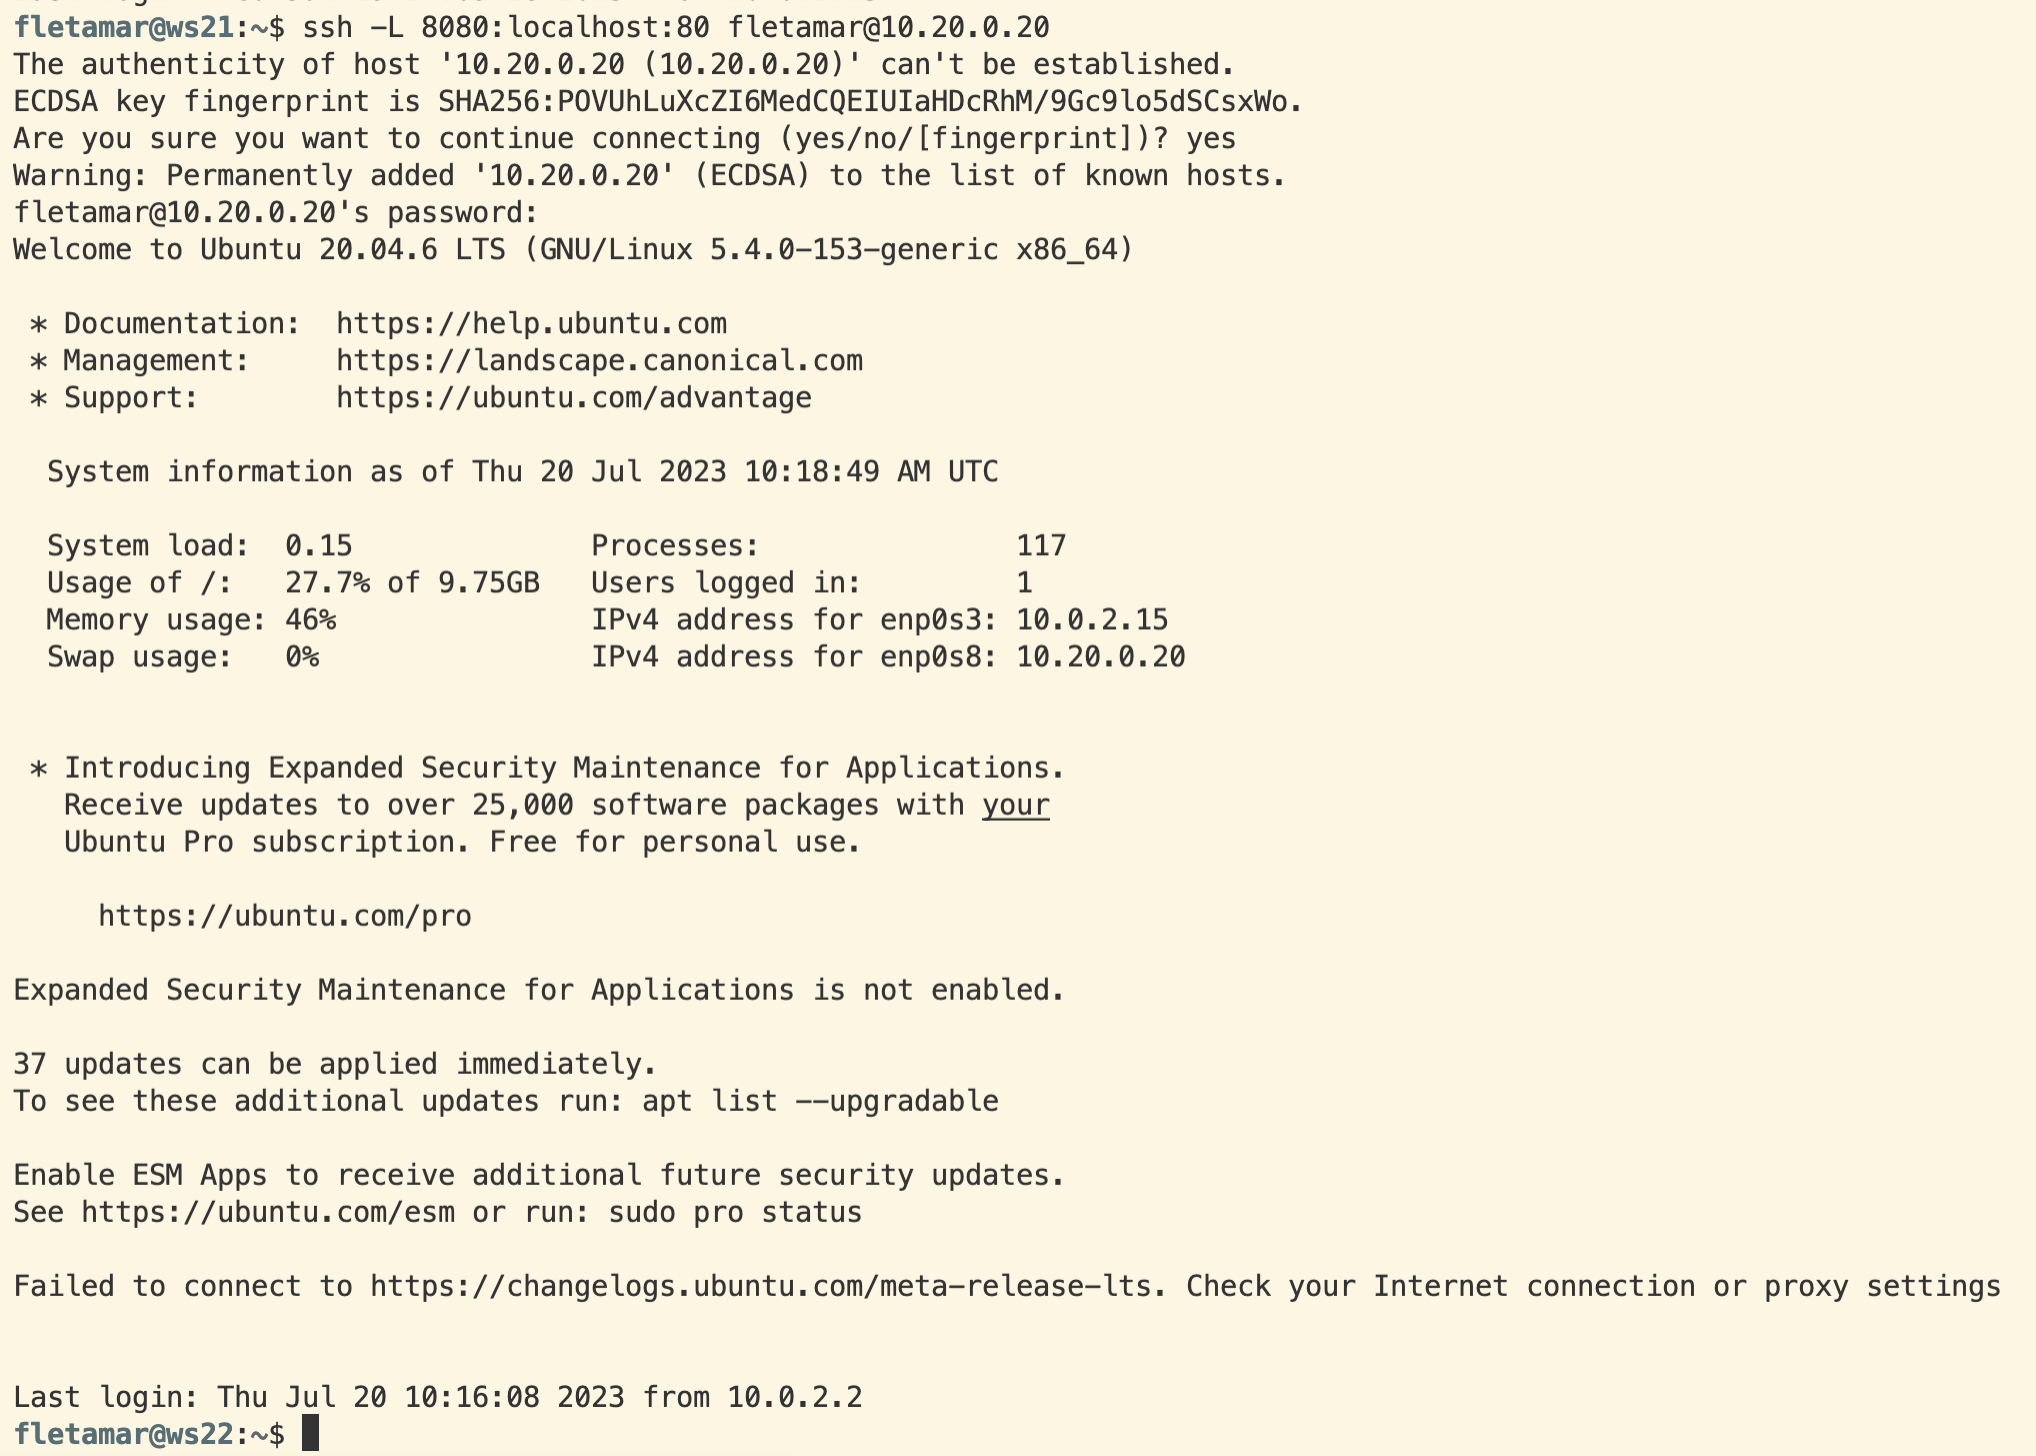 fletamar@ws21:~$ ssh -L 8080:localhost:80 fletamar@10.20.0.20
The authenticity of host '10.20.0.20 (10.20.0.20)' can't be established.
ECDSA key fingerprint is SHA256:POVUhLuXcZI6MedCQEIUIaHDcRhM/9Gc9lo5dSCsxWo.
Are you sure you want to continue connecting (yes/no/[fingerprint])? yes
Warning: Permanently added '10.20.0.20' (ECDSA) to the list of known hosts.
fletamar@10.20.0.20's password:
Welcome to Ubuntu 20.04.6 LTS (GNU/Linux 5.4.0-153-generic x86_64)
* Documentation:  https://help.ubuntu.com
* Management:     https://landscape.canonical.com
* Support:        https://ubuntu.com/advantage
System information as of Thu 20 Jul 2023 10:18:49 AM UTC
System load:  0.15              Processes:               117
Usage of /:   27.7% of 9.75GB   Users logged in:         1
Memory usage: 46%               IPv4 address for enp0s3: 10.0.2.15
Swap usage:   0%                IPv4 address for enp0s8: 10.20.0.20
* Introducing Expanded Security Maintenance for Applications.
Receive updates to over 25,000 software packages with your
Ubuntu Pro subscription. Free for personal use.
https://ubuntu.com/pro
Expanded Security Maintenance for Applications is not enabled.
37 updates can be applied immediately.
To see these additional updates run: apt list --upgradable
Enable ESM Apps to receive additional future security updates.
See https://ubuntu.com/esm or run: sudo pro status
Failed to connect to https://changelogs.ubuntu.com/meta-release-lts. Check your Internet connection or proxy settings
Last login: Thu Jul 20 10:16:08 2023 from 10.0.2.2
fletamar@ws22:~$